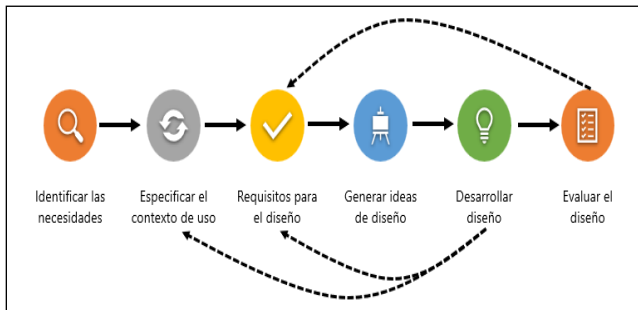 Identificar las
necesidades
Especificar el
contexto de uso
Requisitos para
el diseño
Generar ideas
de diseño
Desarrollar
diseño
Evaluar el
diseño